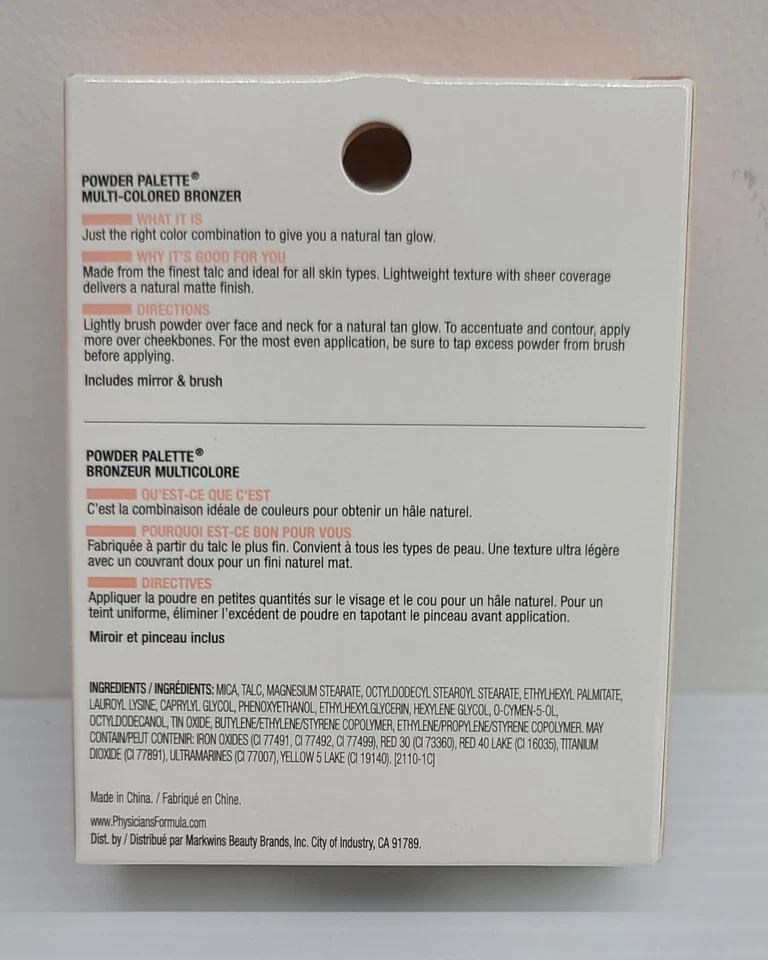 POWDER PALETTE®
MULTI-COLORED BRONZER
WHAT IT IS
Just the right color combination to give you a natural tan glow.
WHY IT'S GOOD FOR YOU
Made from the finest talc and ideal for all skin types. Lightweight texture with sheer coverage
delivers a natural matte finish.
DIRECTIONS
Lightly brush powder over face and neck for a natural tan glow. To accentuate and contour, apply
more over cheekbones. For the most even application, be sure to tap excess powder from brush
before applying.
Includes mirror & brush
POWDER PALETTE®
BRONZEUR MULTICOLORE
QU'EST-CE QUE C'EST
C'est la combinaison idéale de couleurs pour obtenir un hâle naturel.
POURQUOI EST-CE BON POUR VOUS
Fabriquée à partir du talc le plus fin. Convient à tous les types de peau. Une texture ultra légère
avec un couvrant doux pour un fini naturel mat.
DIRECTIVES
Appliquer la poudre en petites quantités sur le visage et le cou pour un hâle naturel. Pour un
teint uniforme, éliminer l'excédent de poudre en tapotant le pinceau avant application.
Miroir et pinceau inclus
INGREDIENTS / INGRÉDIENTS: MICA, TALC, MAGNESIUM STEARATE, OCTYLDODECYL STEAROYL STEARATE, ETHYLHEXYL PALMITATE,
LAUROYL LYSINE, CAPRYLYL GLYCOL, PHENOXYETHANOL, ETHYLHEXYLGLYCERIN, HEXYLENE GLYCOL, O-CYMEN-5-OL,
OCTYLDODECANOL, TIN OXIDE, BUTYLENE/ETHYLENE/STYRENE COPOLYMER, ETHYLENE/PROPYLENE/STYRENE COPOLYMER. MAY
CONTAIN/PEUT CONTENIR: IRON OXIDES (CI 77491, CI 77492, CI 77499), RED 30 (CI 73360), RED 40 LAKE (CI 16035), TITANIUM
DIOXIDE (CI 77891), ULTRAMARINES (CI 77007), YELLOW 5 LAKE (CI 19140). [2110-1C]
Made in China. / Fabriqué en Chine.
www.PhysiciansFormula.com
Dist. by / Distribué par Markwins Beauty Brands, Inc. City of Industry, CA 91789.